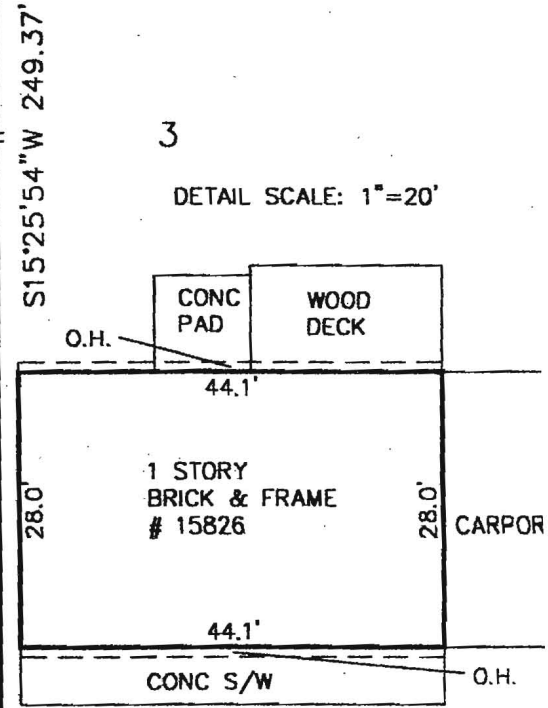 S15°25'54"W 249.37'
3
DETAIL SCALE: 1"=20'
CONC
PAD
WOOD
DECK
O.H.
44.1'
28.0'
1 STORY
BRICK & FRAME
# 15826
28.0'
CARPOR
44.1'
CONC S/W
O.H.